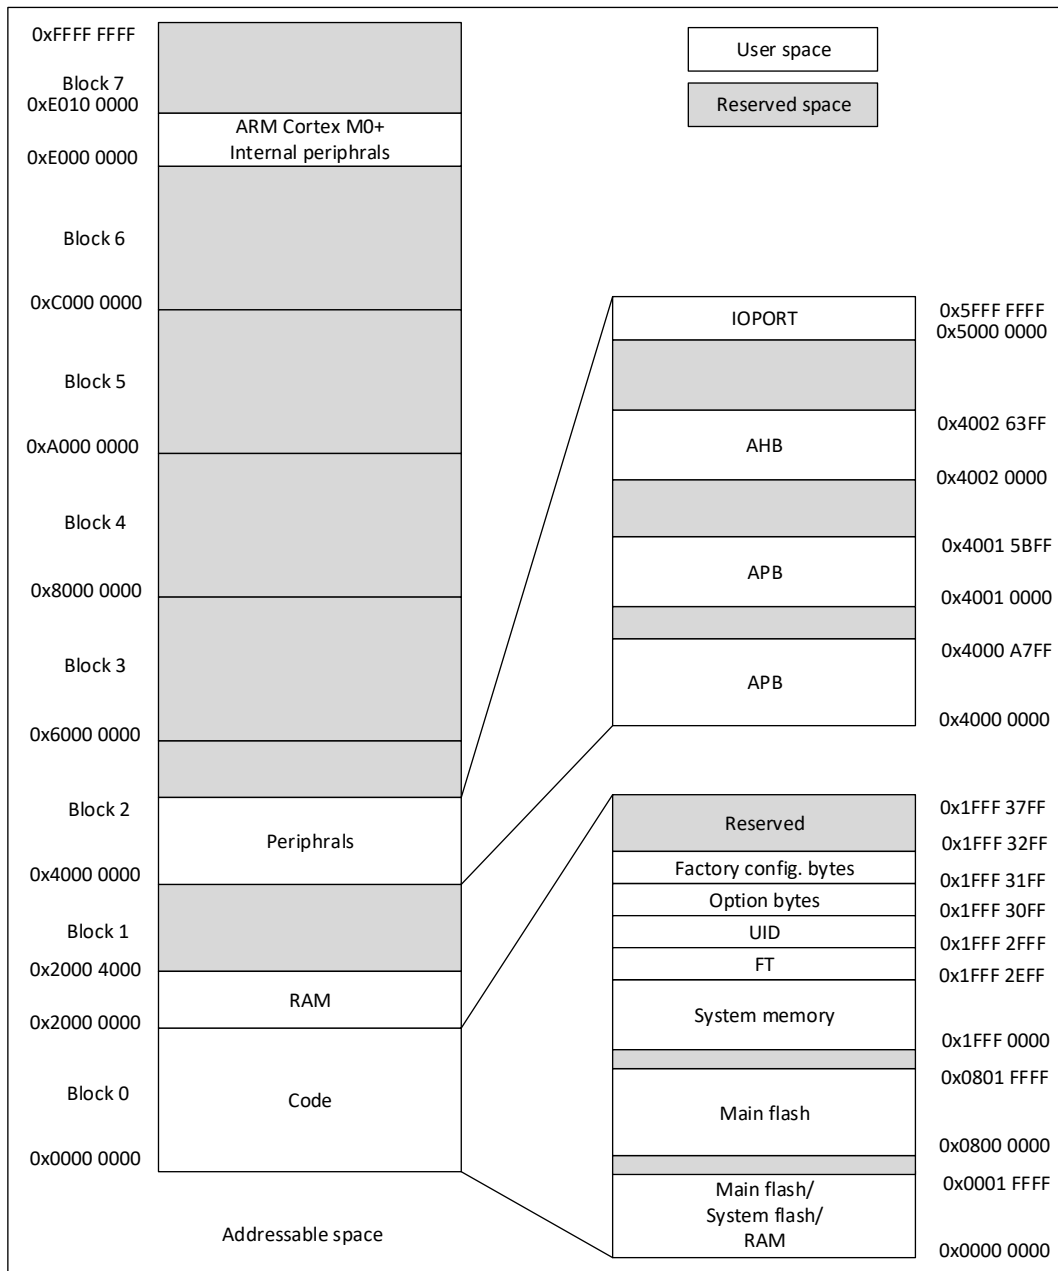 0xFFFF FFFF
Block 7
0xE010 0000
ARM Cortex M0+
Internal periphrals
0xE000 0000
Block 6
0xC000 0000
Block 5
0xA000 0000
Block 4
0x8000 0000
Block 3
0x6000 0000
Block 2
Periphrals
0x4000 0000
Block 1
0x2000 4000
RAM
0x2000 0000
Block 0
Code
0x0000 0000
Addressable space
User space
Reserved space
IOPORT
0x5FFF FFFF
0x5000 0000
0x4002 63FF
AHB
0x4002 0000
0x4001 5BFF
APB
0x4001 0000
0x4000 A7FF
APB
0x4000 0000
0x1FFF 37FF
Reserved
0x1FFF 32FF
Factory config. bytes
0x1FFF 31FF
Option bytes
0x1FFF 30FF
UID
0x1FFF 2FFF
FT
0x1FFF 2EFF
System memory
0x1FFF 0000
0x0801 FFFF
Main flash
0x0800 0000
0x0001 FFFF
Main flash/
System flash/
RAM
0x0000 0000